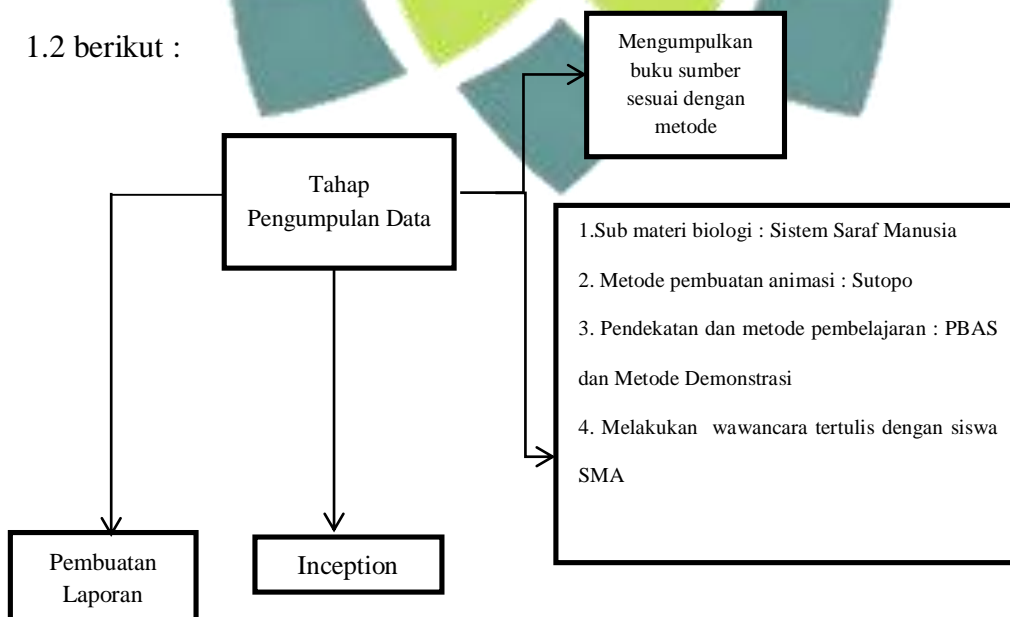 1.2 berikut :
Mengumpulkan
buku sumber
sesuai dengan
metode
Tahap
Pengumpulan Data
1.Sub materi biologi : Sistem Saraf Manusia
2. Metode pembuatan animasi : Sutopo
3. Pendekatan dan metode pembelajaran : PBAS
dan Metode Demonstrasi
4. Melakukan wawancara tertulis dengan siswa
SMA
Pembuatan
Laporan
Inception